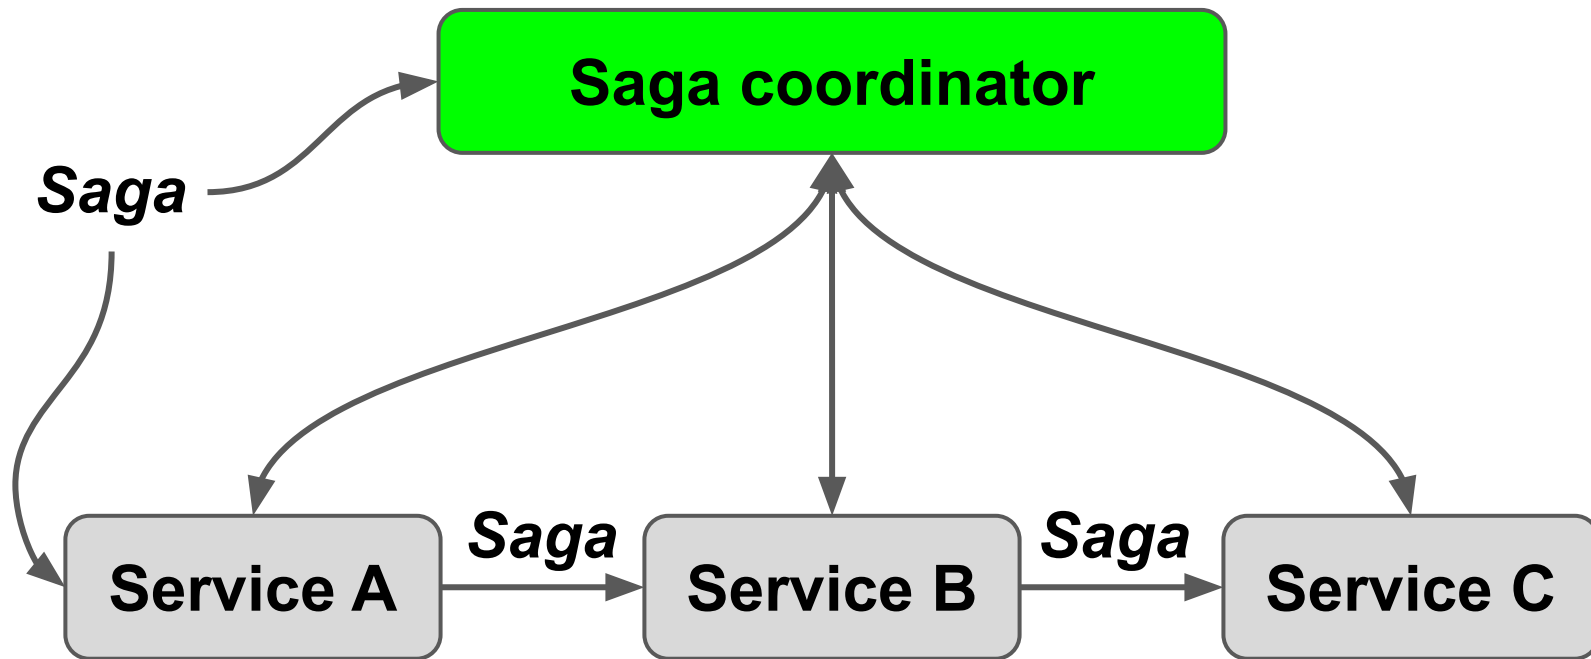 Saga coordinator
Saga
Saga
Saga
Service A
Service B
Service C